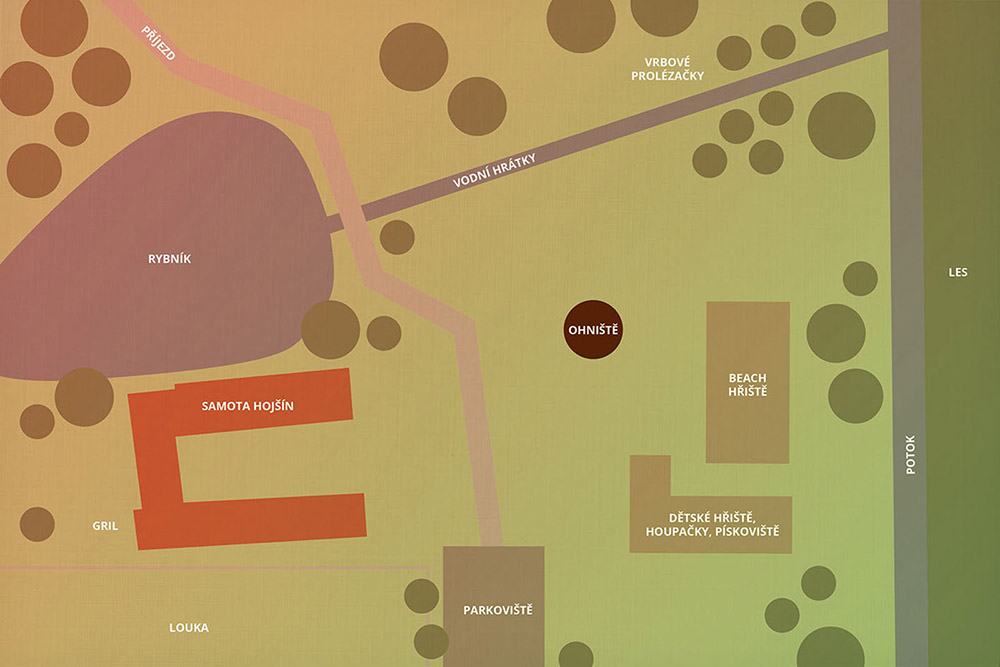 PŘÍJEZD
VRBOVÉ
PROLÉZAČKY
VODNÍ HRÁTKY
RYBNÍK
LES
OHNIŠTĚ
BEACH
HŘIŠTĚ
SAMOTA HOJŠÍN
POTOK
GRIL
DĚTSKÉ HŘIŠTĚ,
HOUPAČKY, PÍSKOVIŠTĚ
PARKOVIŠTĚ
LOUKA